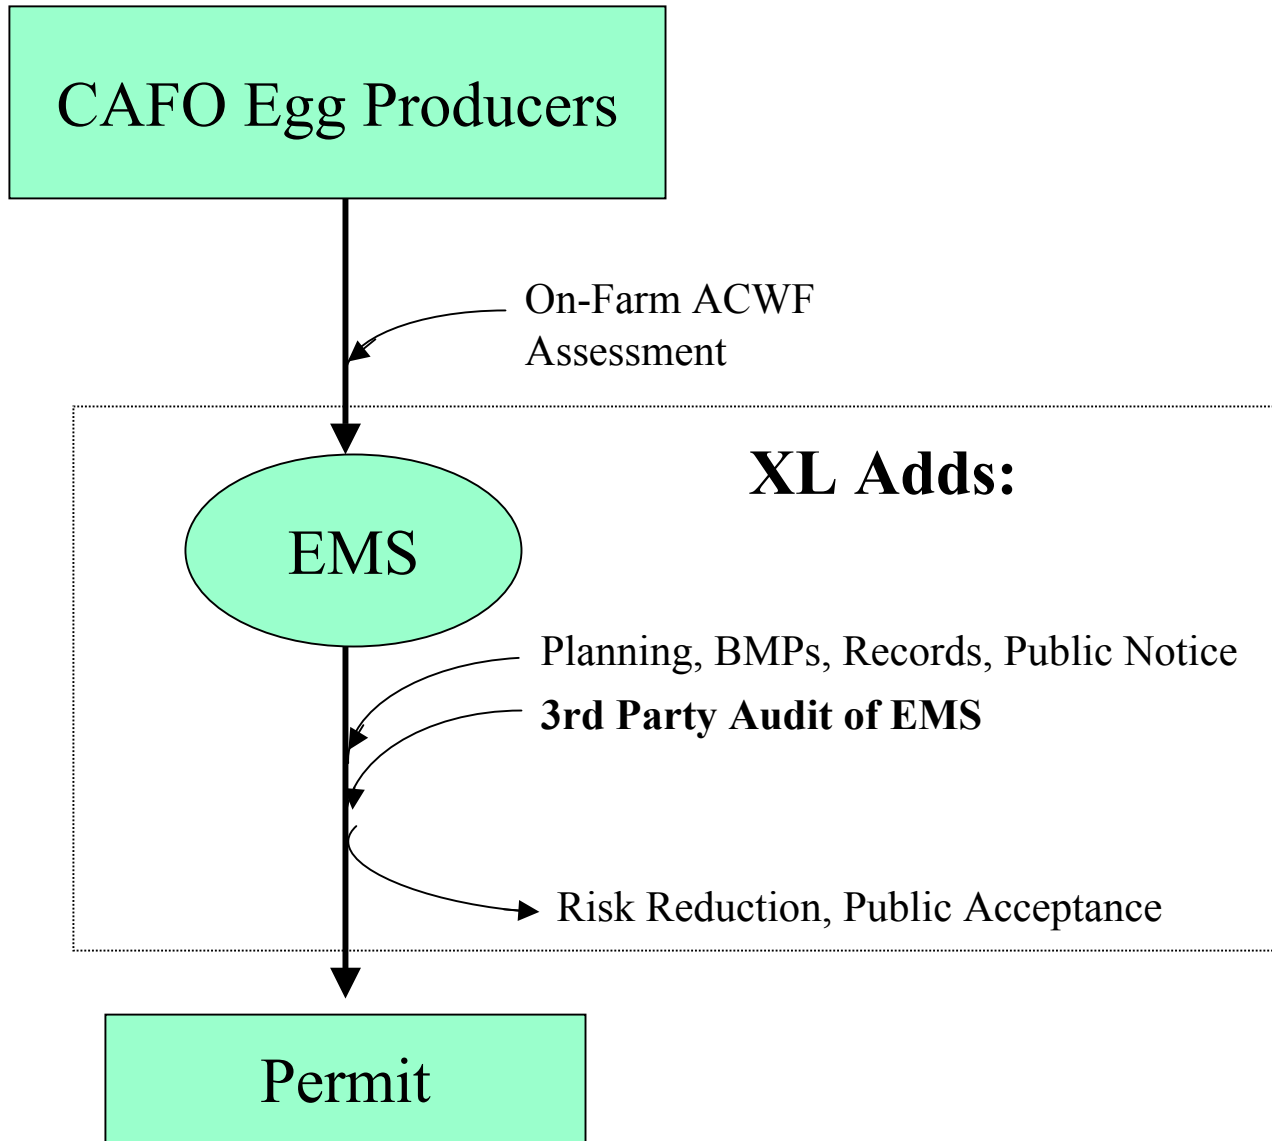 CAFO Egg Producers
On-Farm ACWF
Assessment
XL Adds:
EMS
Planning, BMPs, Records, Public Notice
3rd Party Audit of EMS
Risk Reduction, Public Acceptance
Permit